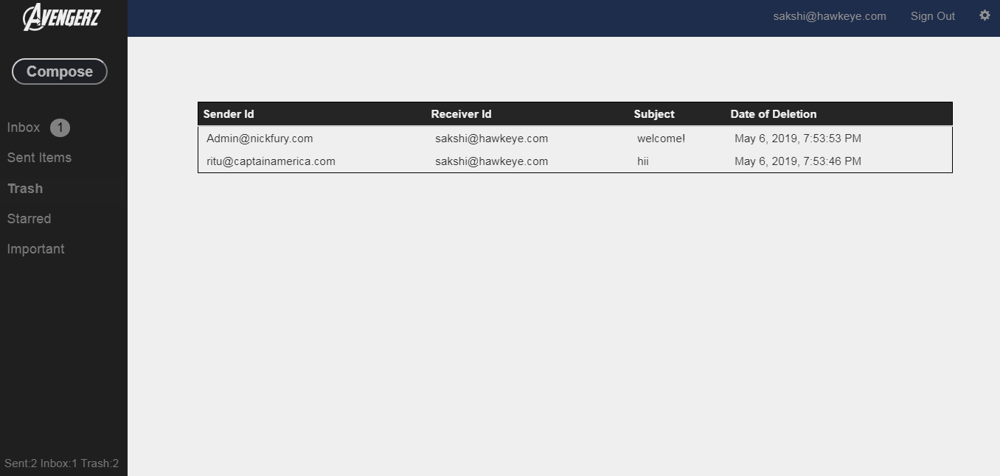 AVENGERZ
sakshi@hawkeye.com Sign Out
Compose
Inbox 1
Sent Items
Trash
Starred
Important
Sender Id Receiver Id Subject Date of Deletion
Admin@nickfury.com sakshi@hawkeye.com welcome! May 6, 2019, 7:53:53 PM
ritu@captainamerica.com sakshi@hawkeye.com hii May 6, 2019, 7:53:46 PM
Sent:2 Inbox:1 Trash:2